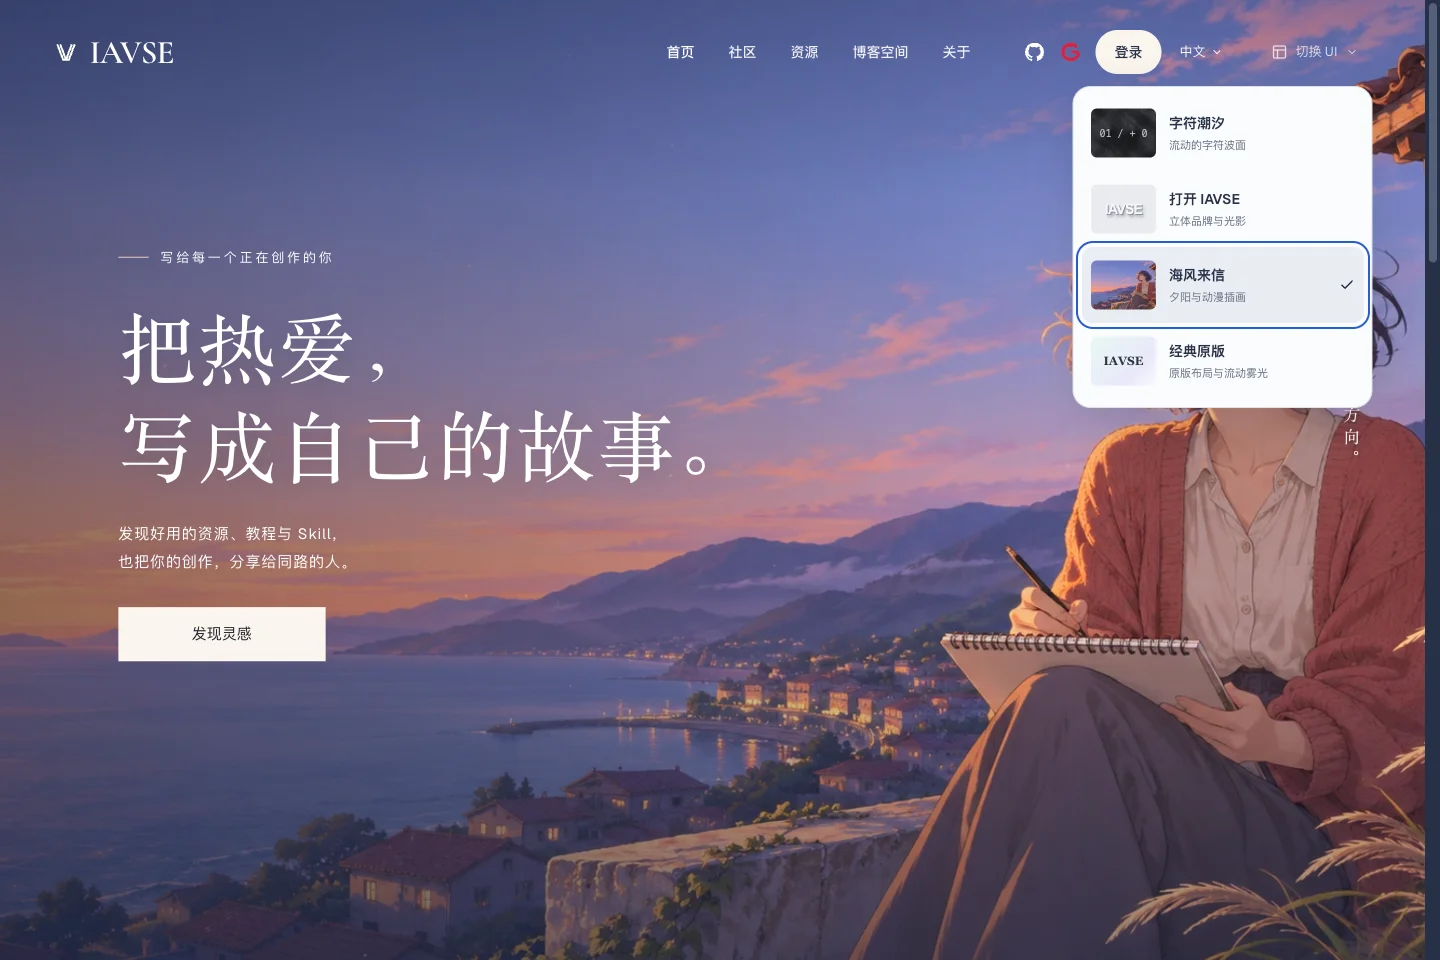 IAVSE
首页 社区 资源 博客空间 关于 登录 中文 切换 UI
01 / + 0
字符潮汐
流动的字符波面
IAVSE
打开 IAVSE
立体品牌与光影
海风来信
夕阳与动漫插画
IAVSE
经典原版
原版布局与流动雾光
方向。
写给每一个正在创作的你
把热爱，
写成自己的故事。
发现好用的资源、教程与 Skill，
也把你的创作，分享给同路的人。
发现灵感